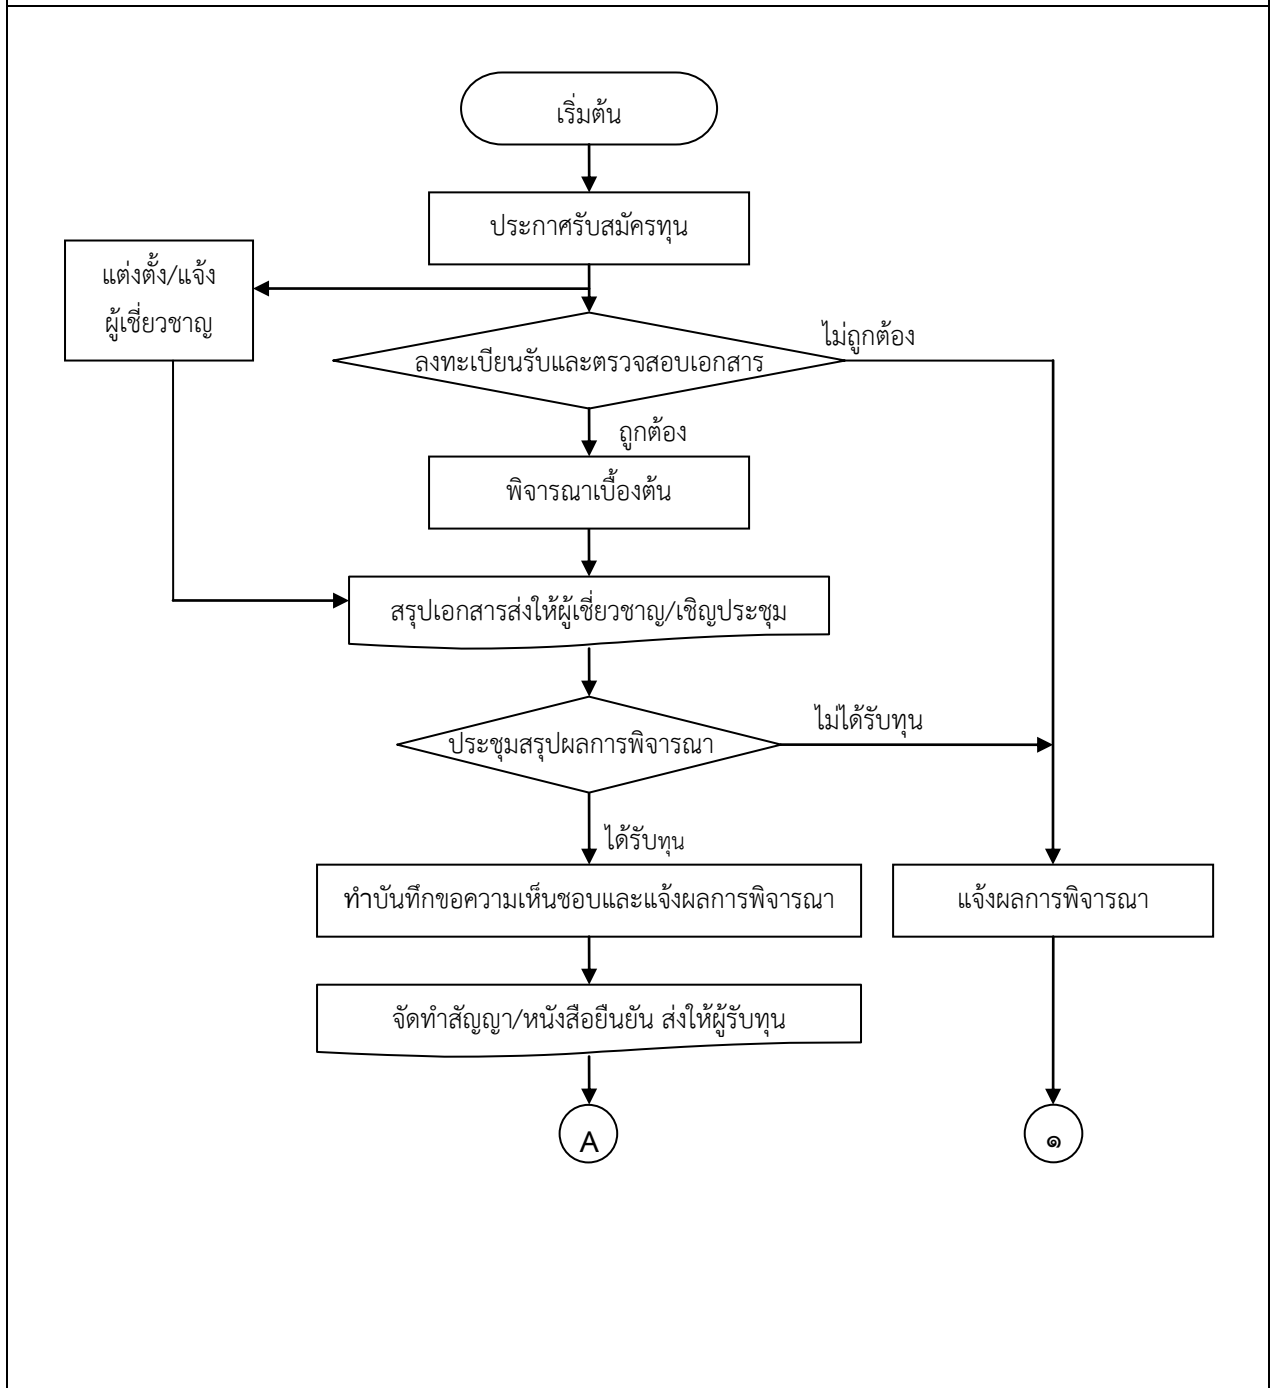 เริ่มต้น
ประกาศรับสมัครทุน
แต่งตั้ง/แจ้ง
ผู้เชี่ยวชาญ
ไม่ถูกต้อง
ลงทะเบียนรับและตรวจสอบเอกสาร
ถูกต้อง
พิจารณาเบื้องต้น
สรุปเอกสารส่งให้ผู้เชี่ยวชาญ/เชิญประชุม
ไม่ได้รับทุน
ประชุมสรุปผลการพิจารณา
ได้รับทุน
ทำบันทึกขอความเห็นชอบและแจ้งผลการพิจารณา
แจ้งผลการพิจารณา
จัดทำสัญญา/หนังสือยืนยัน ส่งให้ผู้รับทุน
A
๑